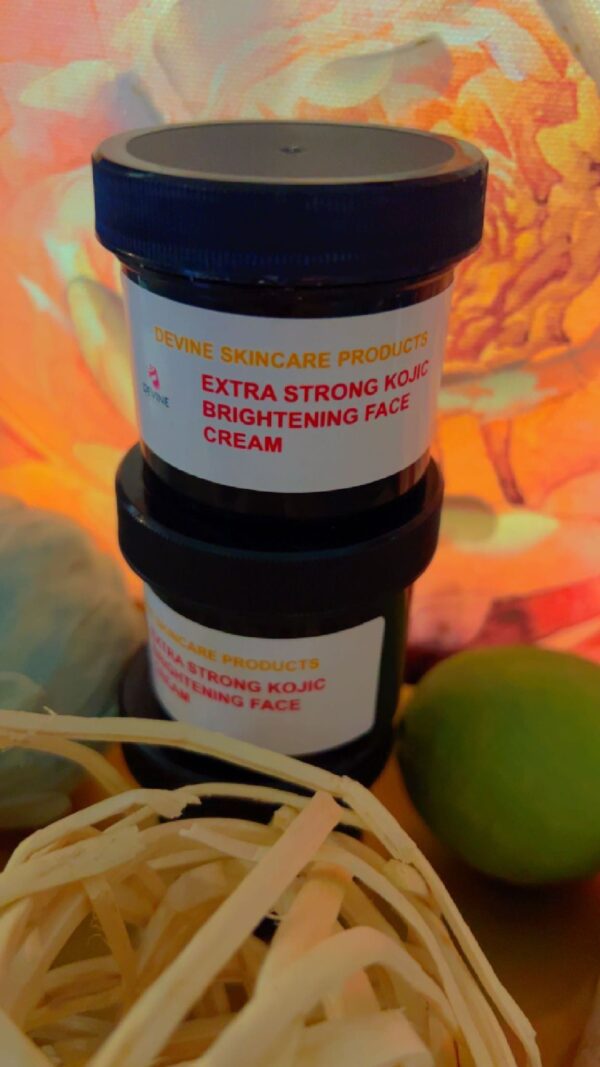 DEVINE SKINCARE PRODUCTS
DEVINE
EXTRA STRONG KOJIC
BRIGHTENING FACE
CREAM
SKINCARE PRODUCTS
EXTRA STRONG KOJIC
BRIGHTENING FACE
CREAM